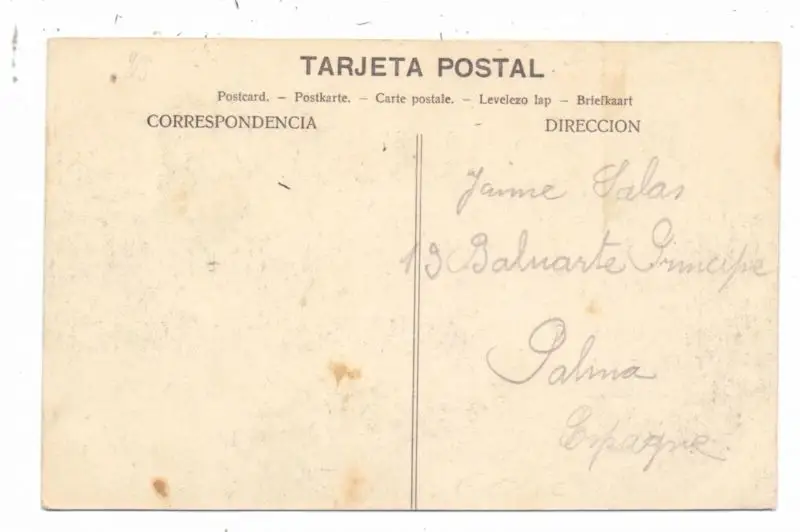 TARJETA POSTAL
Postcard. – Postkarte. – Carte postale. – Levelezo lap – Briefkaart
CORRESPONDENCIA
DIRECCION
Jaime Salas
13 Baluarte Principe
Palma
Espagne.